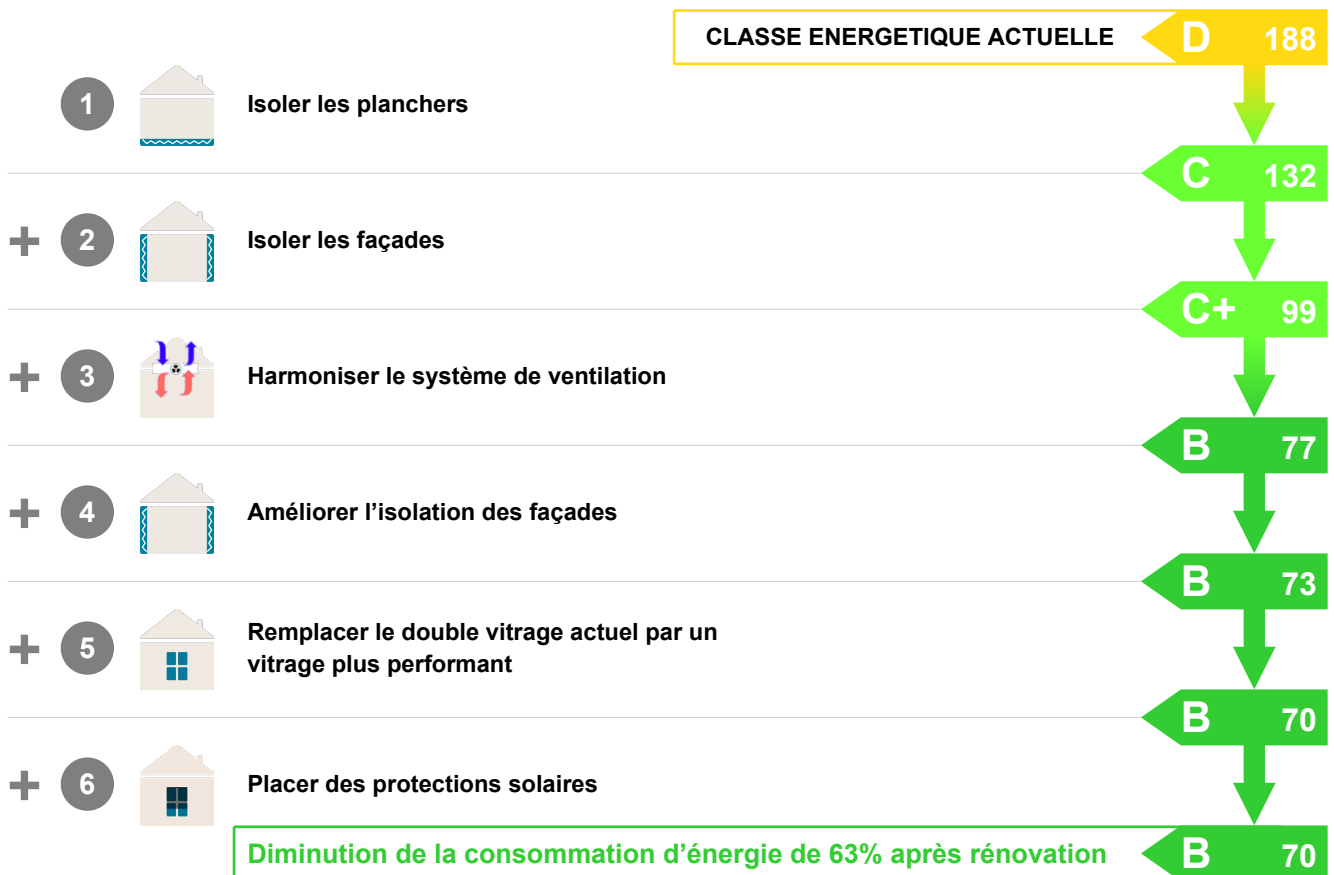 CLASSE ENERGETIQUE ACTUELLE D 188
1 Isoler les planchers
C 132
+ 2 Isoler les façades
C+ 99
+ 3 Harmoniser le système de ventilation
B 77
+ 4 Améliorer l’isolation des façades
B 73
+ 5 Remplacer le double vitrage actuel par un
vitrage plus performant
B 70
+ 6 Placer des protections solaires
Diminution de la consommation d’énergie de 63% après rénovation B 70